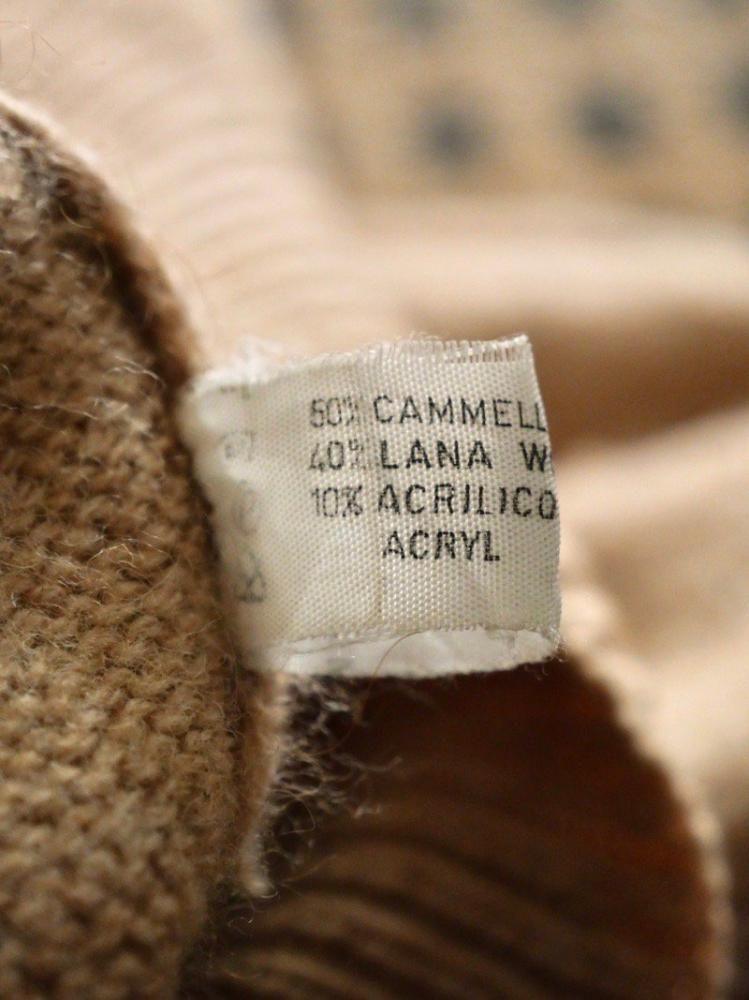 50% CAMMELL
40% LANA W
10% ACRILICO
ACRYL